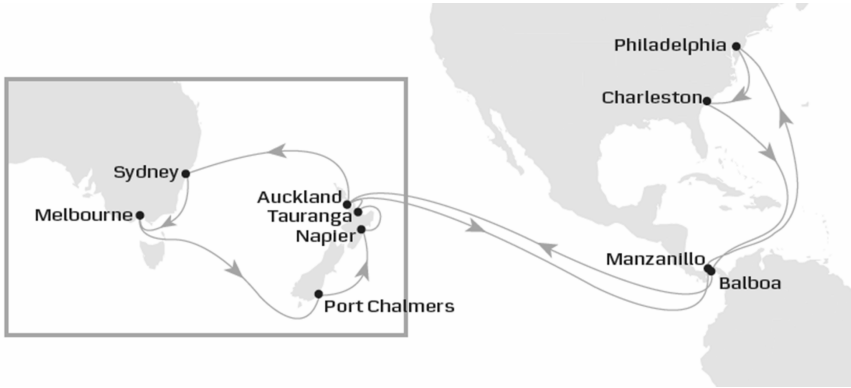 Philadelphia
Charleston
Sydney
Auckland
Melbourne
Tauranga
Napier
Manzanillo
Balboa
Port Chalmers